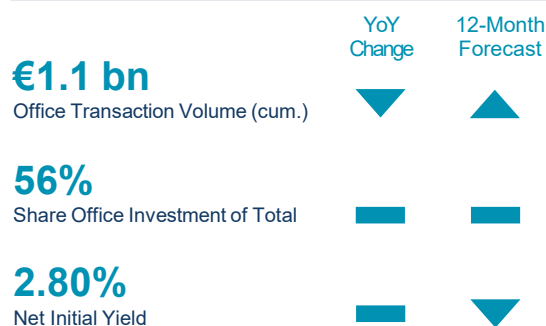 YoY 12-Month
Change Forecast
€1.1 bn
Office Transaction Volume (cum.)
56%
Share Office Investment of Total
2.80%
Net Initial Yield